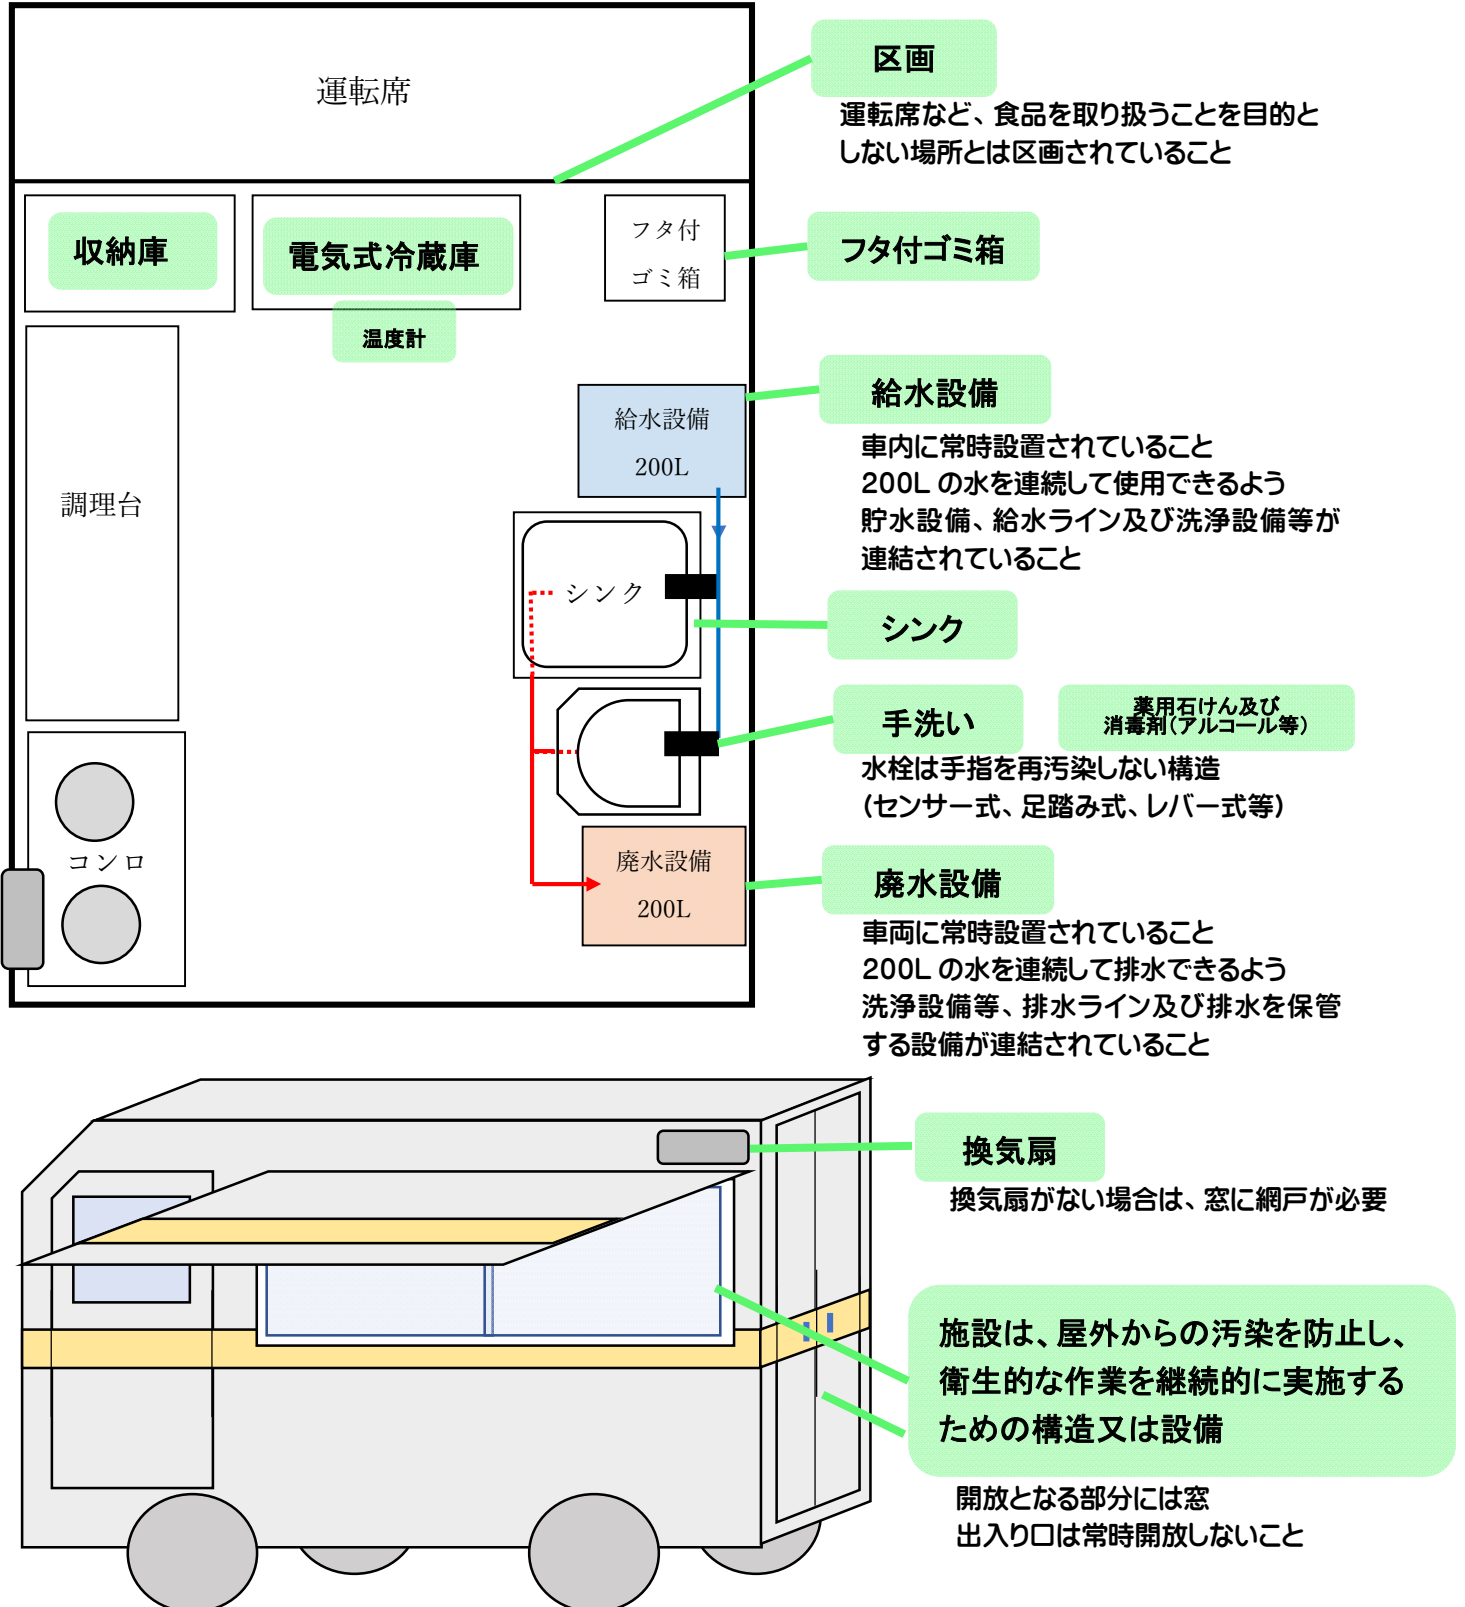 運転席
区画
運転席など、食品を取り扱うことを目的と
しない場所とは区画されていること
収納庫
電気式冷蔵庫
温度計
フタ付
ゴミ箱
フタ付ゴミ箱
給水設備
200L
給水設備
車内に常時設置されていること
200L の水を連続して使用できるよう
貯水設備、給水ライン及び洗浄設備等が
連結されていること
調理台
シンク
シンク
手洗い
薬用石けん及び
消毒剤（アルコール等）
水栓は手指を再汚染しない構造
（センサー式、足踏み式、レバー式等）
コンロ
廃水設備
200L
廃水設備
車両に常時設置されていること
200L の水を連続して排水できるよう
洗浄設備等、排水ライン及び排水を保管
する設備が連結されていること
換気扇
換気扇がない場合は、窓に網戸が必要
施設は、屋外からの汚染を防止し、
衛生的な作業を継続的に実施する
ための構造又は設備
開放となる部分には窓
出入り口は常時開放しないこと